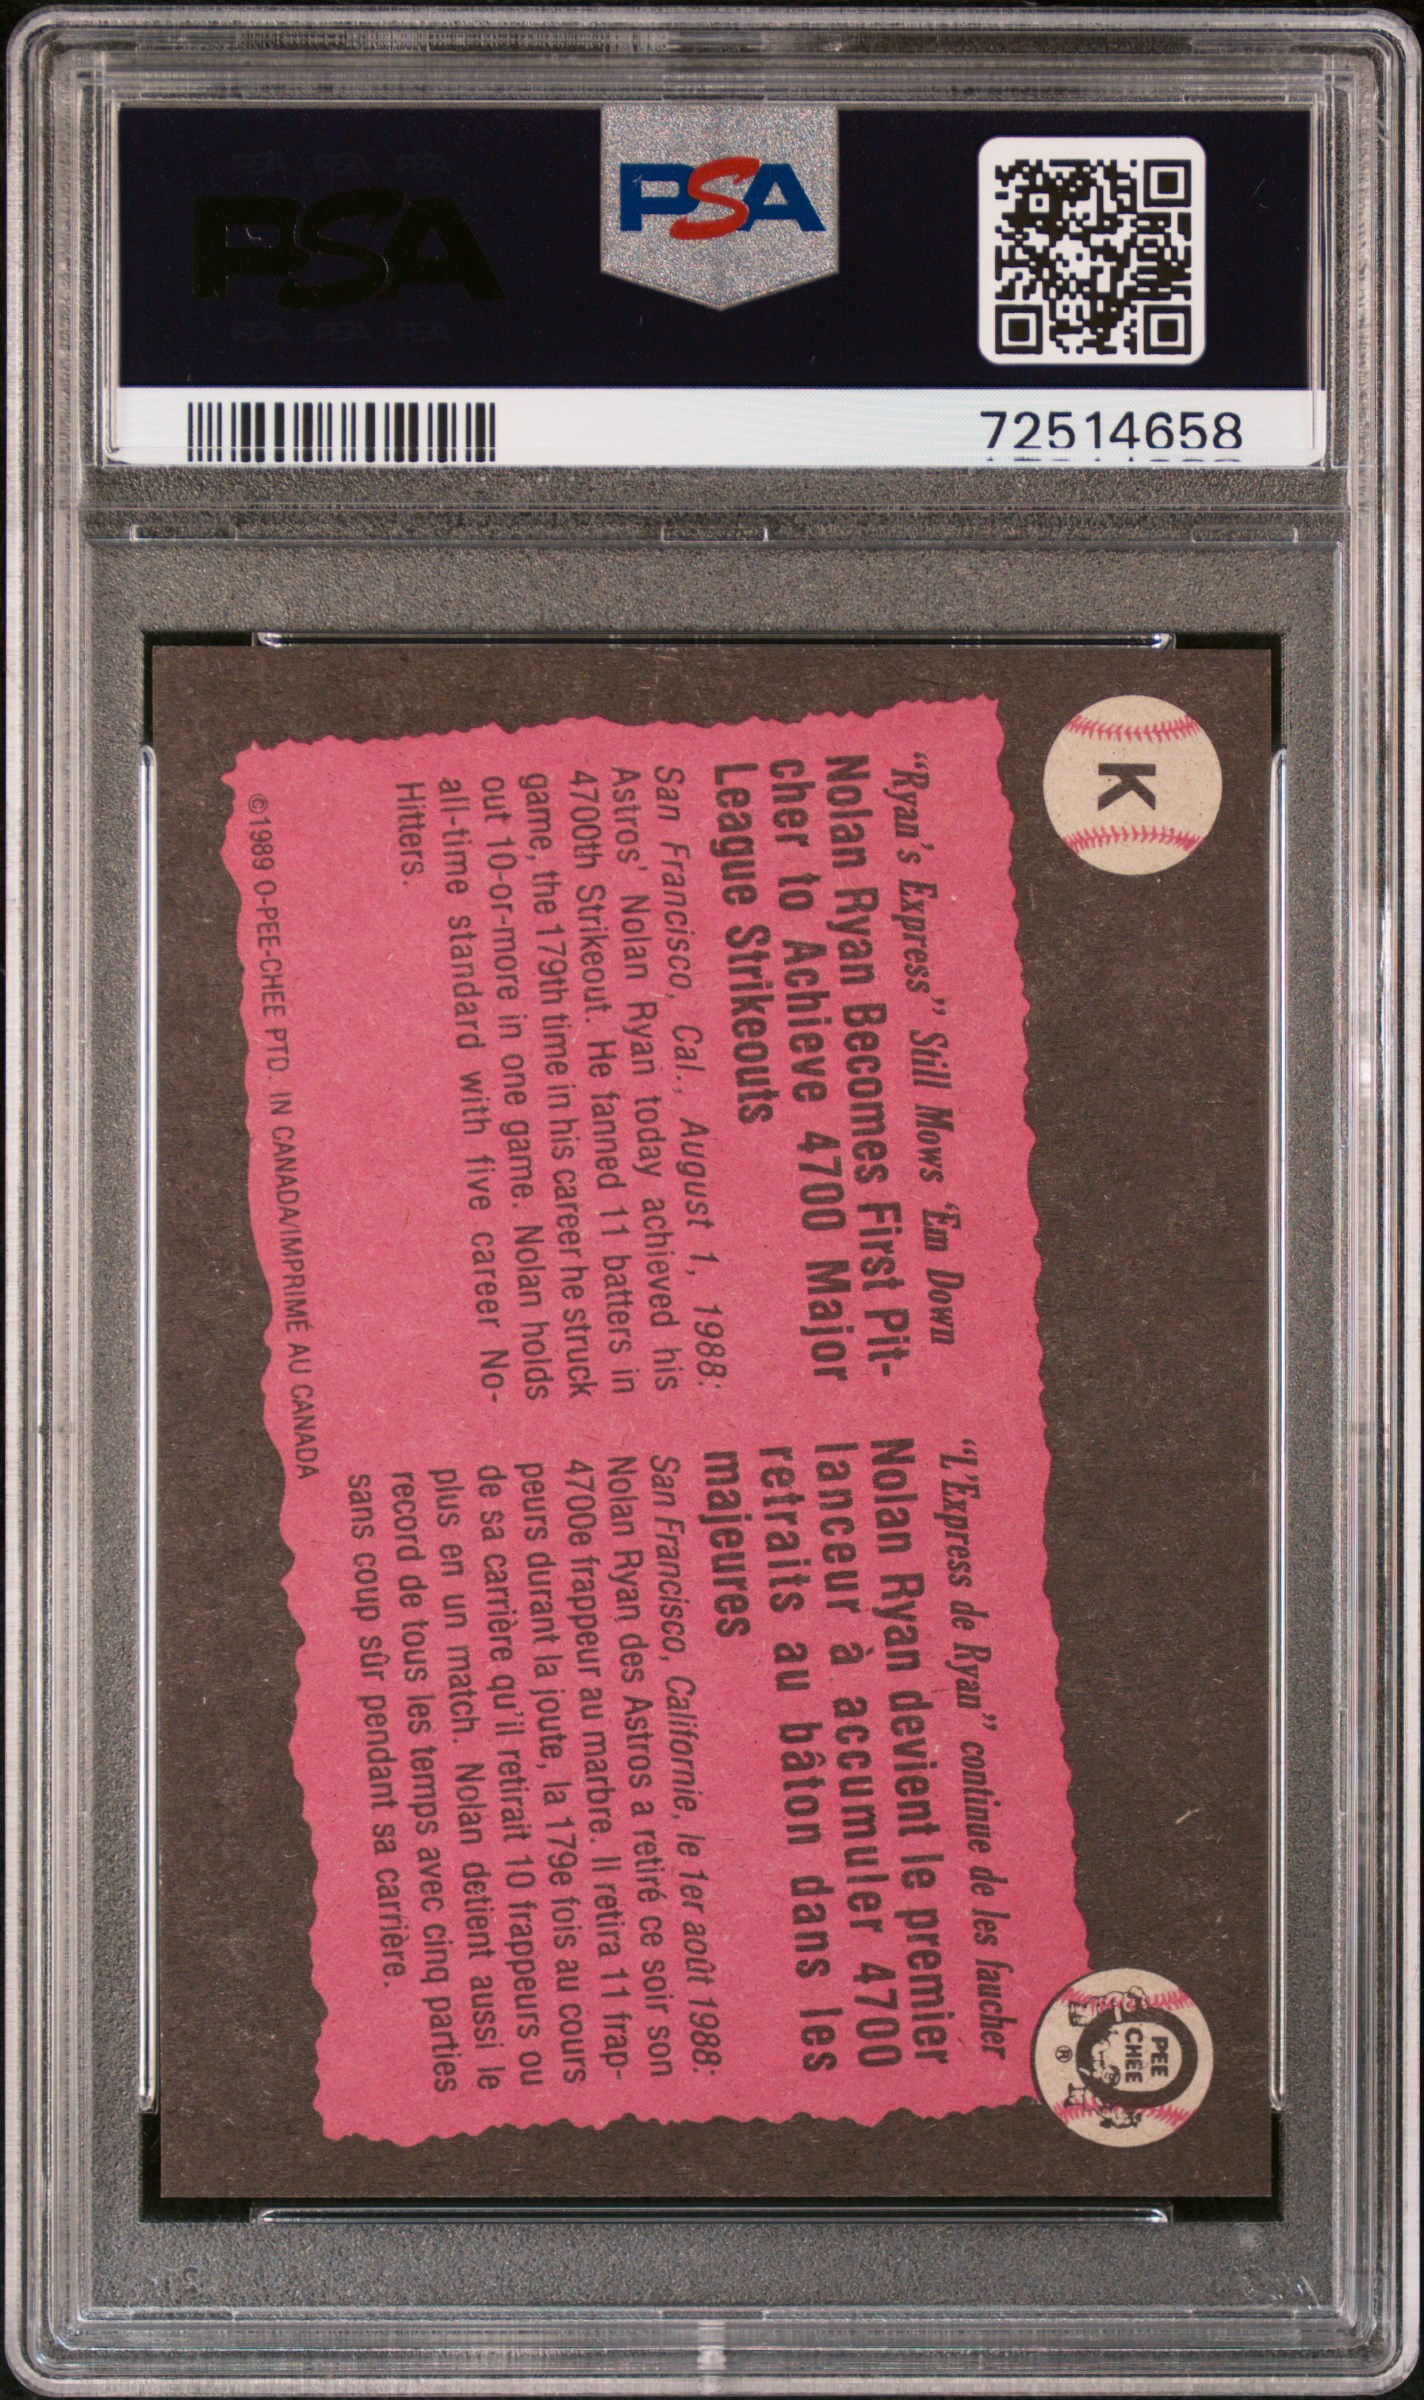 PSA
PSA
72514658
K
"Ryan's Express" Still Mows 'Em Down
Nolan Ryan Becomes First Pit-
cher to Achieve 4700 Major
League Strikeouts
San Francisco, Cal., August 1, 1988:
Astros' Nolan Ryan today achieved his
4700th Strikeout. He fanned 11 batters in
game, the 179th time in his career he struck
out 10-or-more in one game. Nolan holds
all-time standard with five career No-
Hitters.
"L'Express de Ryan" continue de les faucher
Nolan Ryan devient le premier
lanceur à accumuler 4700
retraits au bâton dans les
majeures
San Francisco, Californie, le 1er août 1988:
Nolan Ryan des Astros a retiré ce soir son
4700e frappeur au marbre. Il retira 11 frap-
peurs durant la joute, la 179e fois au cours
de sa carrière qu'il retirait 10 frappeurs ou
plus en un match. Nolan detient aussi le
record de tous les temps avec cinq parties
sans coup sûr pendant sa carrière.
©1989 O-PEE-CHEE PTD. IN CANADA/IMPRIMÉ AU CANADA
O
PEE
CHEE
®